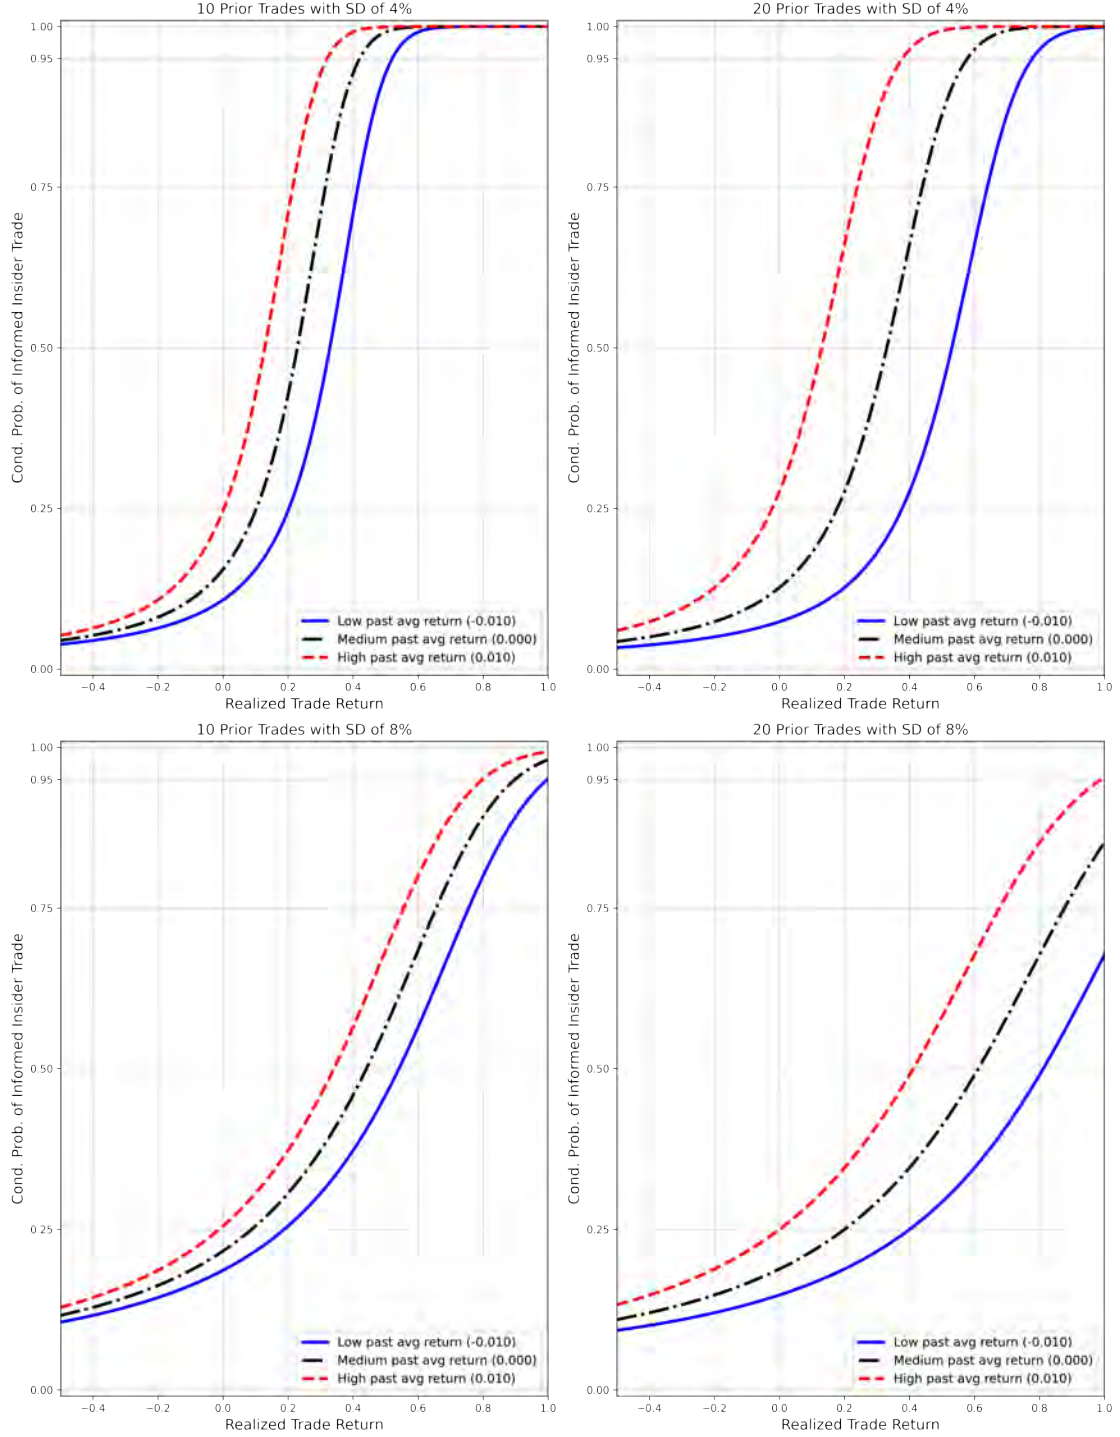 10 Prior Trades with SD of 4%
1.00
0.95
0.75
0.50
0.25
0.00
Cond. Prob. of Informed Insider Trade
Low past avg return (-0.010)
Medium past avg return (0.000)
High past avg return (0.010)
−0.4 −0.2 0.0 0.2 0.4 0.6 0.8 1.0
Realized Trade Return
20 Prior Trades with SD of 4%
1.00
0.95
0.75
0.50
0.25
0.00
Cond. Prob. of Informed Insider Trade
Low past avg return (-0.010)
Medium past avg return (0.000)
High past avg return (0.010)
−0.4 −0.2 0.0 0.2 0.4 0.6 0.8 1.0
Realized Trade Return
10 Prior Trades with SD of 8%
1.00
0.95
0.75
0.50
0.25
0.00
Cond. Prob. of Informed Insider Trade
Low past avg return (-0.010)
Medium past avg return (0.000)
High past avg return (0.010)
−0.4 −0.2 0.0 0.2 0.4 0.6 0.8 1.0
Realized Trade Return
20 Prior Trades with SD of 8%
1.00
0.95
0.75
0.50
0.25
0.00
Cond. Prob. of Informed Insider Trade
Low past avg return (-0.010)
Medium past avg return (0.000)
High past avg return (0.010)
−0.4 −0.2 0.0 0.2 0.4 0.6 0.8 1.0
Realized Trade Return